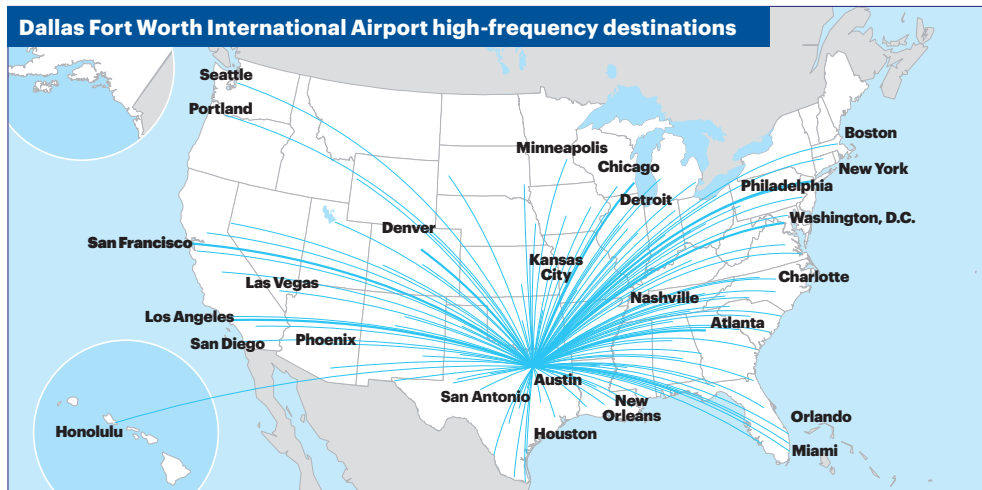 Dallas Fort Worth International Airport high-frequency destinations
Seattle
Portland
Minneapolis
Chicago
Boston
New York
Detroit
Philadelphia
Washington, D.C.
Denver
San Francisco
Kansas
City
Las Vegas
Charlotte
Nashville
Los Angeles
Atlanta
San Diego
Phoenix
Austin
San Antonio
New
Orleans
Orlando
Honolulu
Houston
Miami